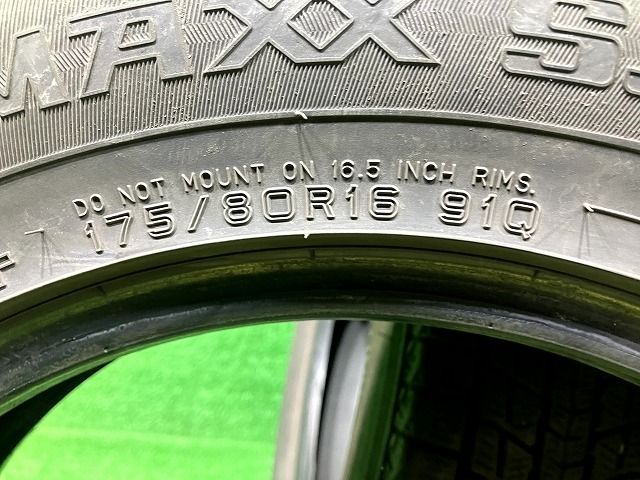 MAXX S
DO NOT MOUNT ON 16.5 INCH RIMS.
175/80R16 91Q